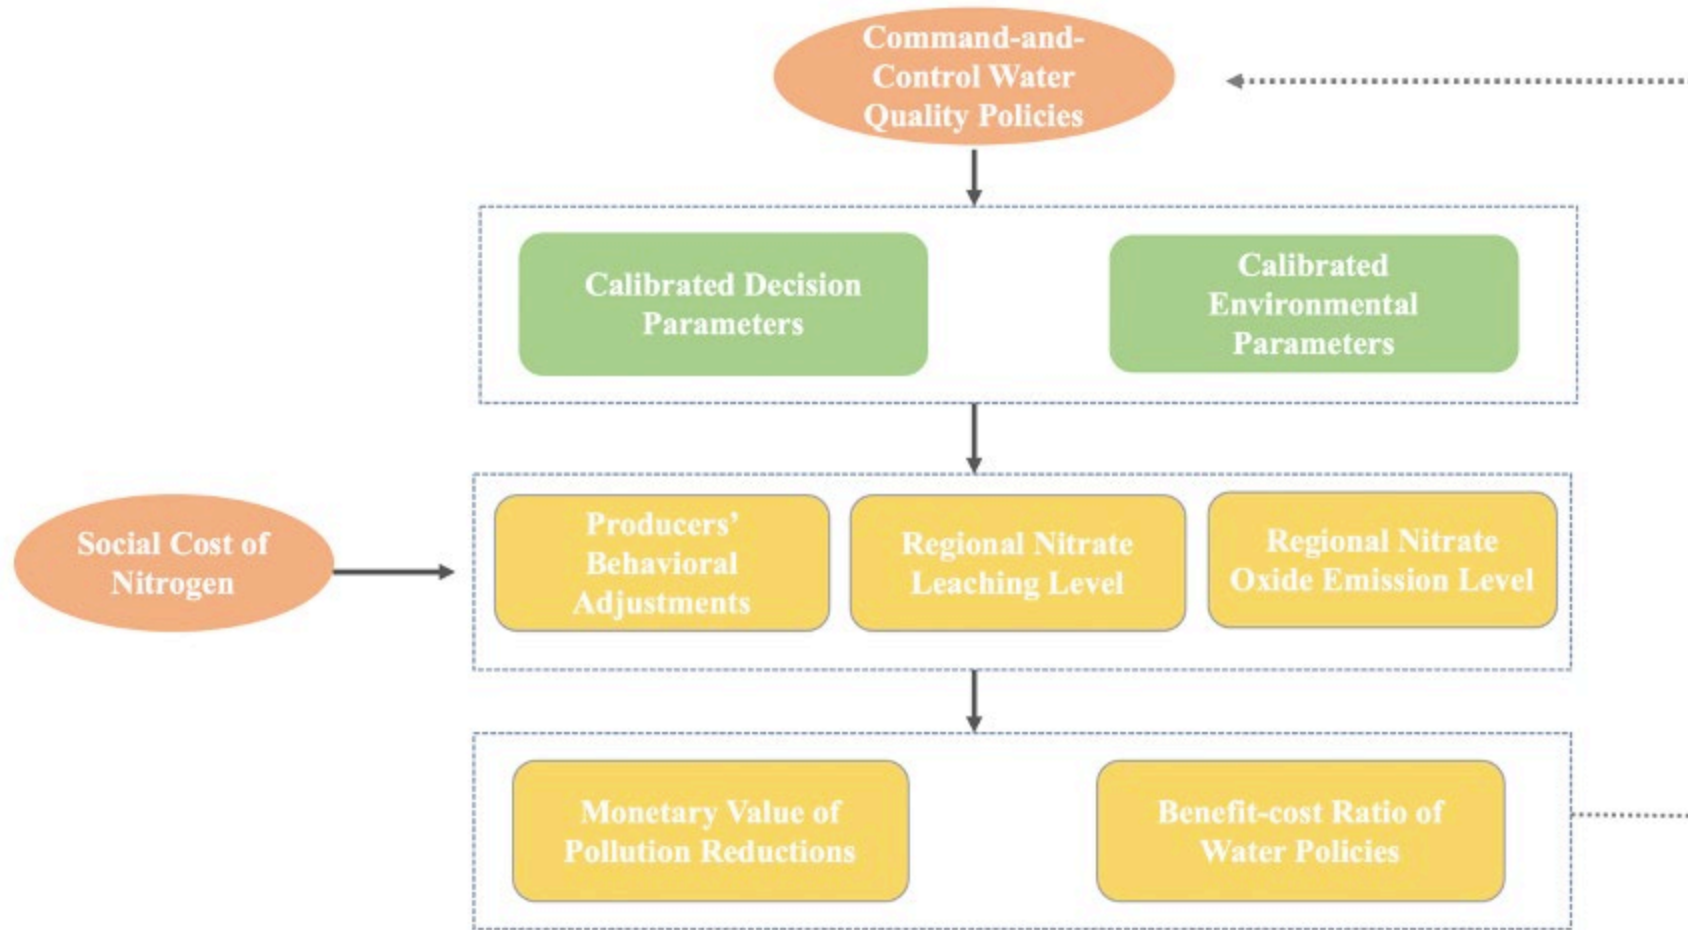 Command-and-
Control Water
Quality Policies
Calibrated Decision
Parameters
Calibrated
Environmental
Parameters
Social Cost of
Nitrogen
Producers’
Behavioral
Adjustments
Regional Nitrate
Leaching Level
Regional Nitrate
Oxide Emission Level
Monetary Value of
Pollution Reductions
Benefit-cost Ratio of
Water Policies